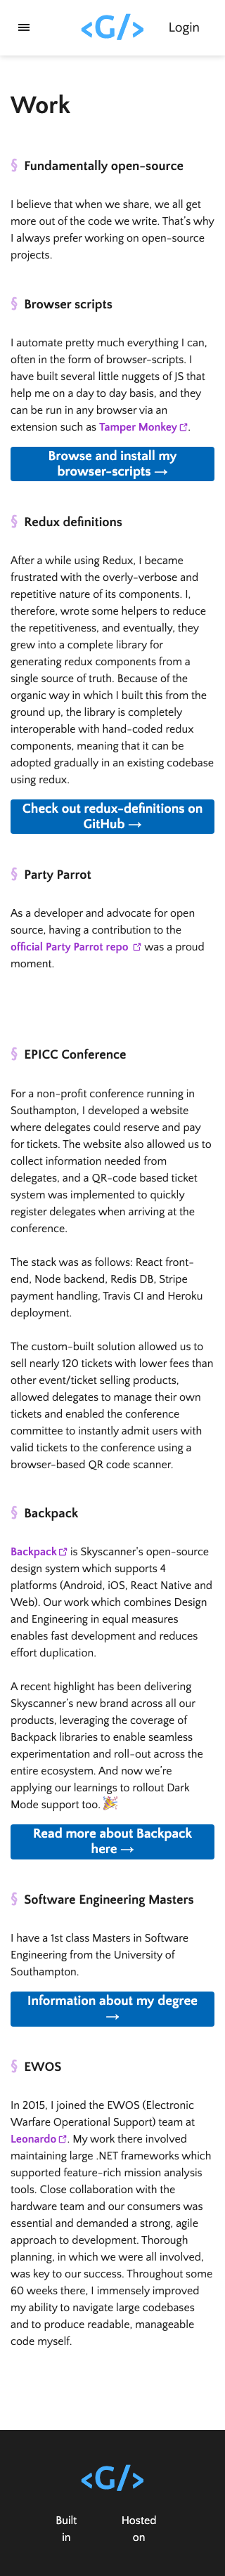 <G/>
Login
Work
§ Fundamentally open-source
I believe that when we share, we all get
more out of the code we write. That's why
I always prefer working on open-source
projects.
§ Browser scripts
I automate pretty much everything I can,
often in the form of browser-scripts. I
have built several little nuggets of JS that
help me on a day to day basis, and they
can be run in any browser via an
extension such as Tamper Monkey.
Browse and install my
browser-scripts →
§ Redux definitions
After a while using Redux, I became
frustrated with the overly-verbose and
repetitive nature of its components. I,
therefore, wrote some helpers to reduce
the repetitiveness, and eventually, they
grew into a complete library for
generating redux components from a
single source of truth. Because of the
organic way in which I built this from the
ground up, the library is completely
interoperable with hand-coded redux
components, meaning that it can be
adopted gradually in an existing codebase
using redux.
Check out redux-definitions on
GitHub →
§ Party Parrot
As a developer and advocate for open
source, having a contribution to the
official Party Parrot repo was a proud
moment.
§ EPICC Conference
For a non-profit conference running in
Southampton, I developed a website
where delegates could reserve and pay
for tickets. The website also allowed us to
collect information needed from
delegates, and a QR-code based ticket
system was implemented to quickly
register delegates when arriving at the
conference.
The stack was as follows: React front-
end, Node backend, Redis DB, Stripe
payment handling, Travis CI and Heroku
deployment.
The custom-built solution allowed us to
sell nearly 120 tickets with lower fees than
other event/ticket selling products,
allowed delegates to manage their own
tickets and enabled the conference
committee to instantly admit users with
valid tickets to the conference using a
browser-based QR code scanner.
§ Backpack
Backpack is Skyscanner's open-source
design system which supports 4
platforms (Android, iOS, React Native and
Web). Our work which combines Design
and Engineering in equal measures
enables fast development and reduces
effort duplication.
A recent highlight has been delivering
Skyscanner's new brand across all our
products, leveraging the coverage of
Backpack libraries to enable seamless
experimentation and roll-out across the
entire ecosystem. And now we're
applying our learnings to rollout Dark
Mode support too. 🎉
Read more about Backpack
here →
§ Software Engineering Masters
I have a 1st class Masters in Software
Engineering from the University of
Southampton.
Information about my degree
→
§ EWOS
In 2015, I joined the EWOS (Electronic
Warfare Operational Support) team at
Leonardo. My work there involved
maintaining large .NET frameworks which
supported feature-rich mission analysis
tools. Close collaboration with the
hardware team and our consumers was
essential and demanded a strong, agile
approach to development. Thorough
planning, in which we were all involved,
was key to our success. Throughout some
60 weeks there, I immensely improved
my ability to navigate large codebases
and to produce readable, manageable
code myself.
<G/>
Built
in
Hosted
on